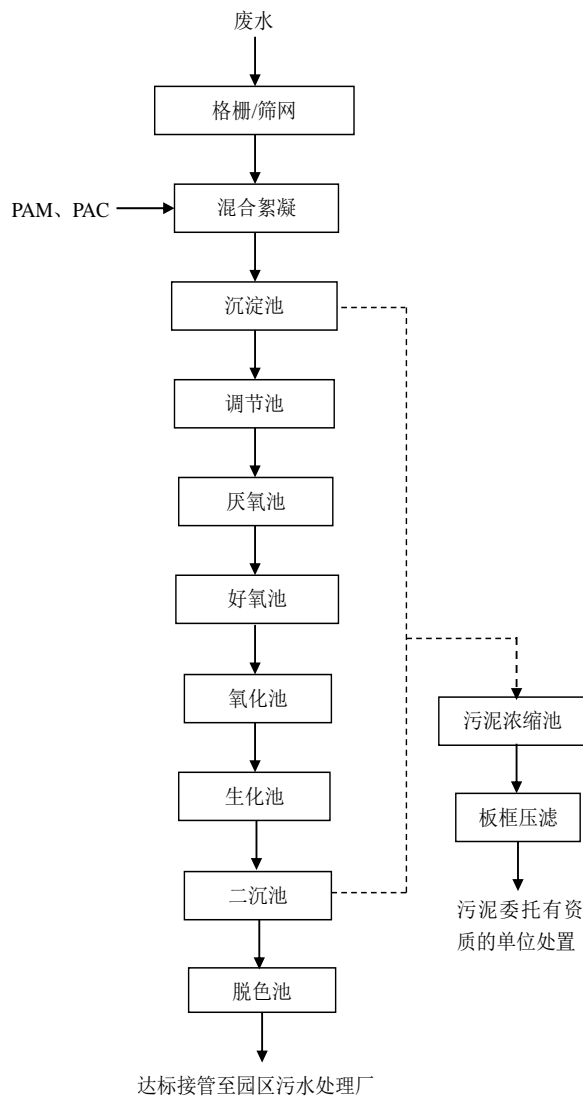 废水
格栅/筛网
PAM、PAC
混合絮凝
沉淀池
调节池
厌氧池
好氧池
氧化池
生化池
二沉池
脱色池
达标接管至园区污水处理厂
污泥浓缩池
板框压滤
污泥委托有资
质的单位处置